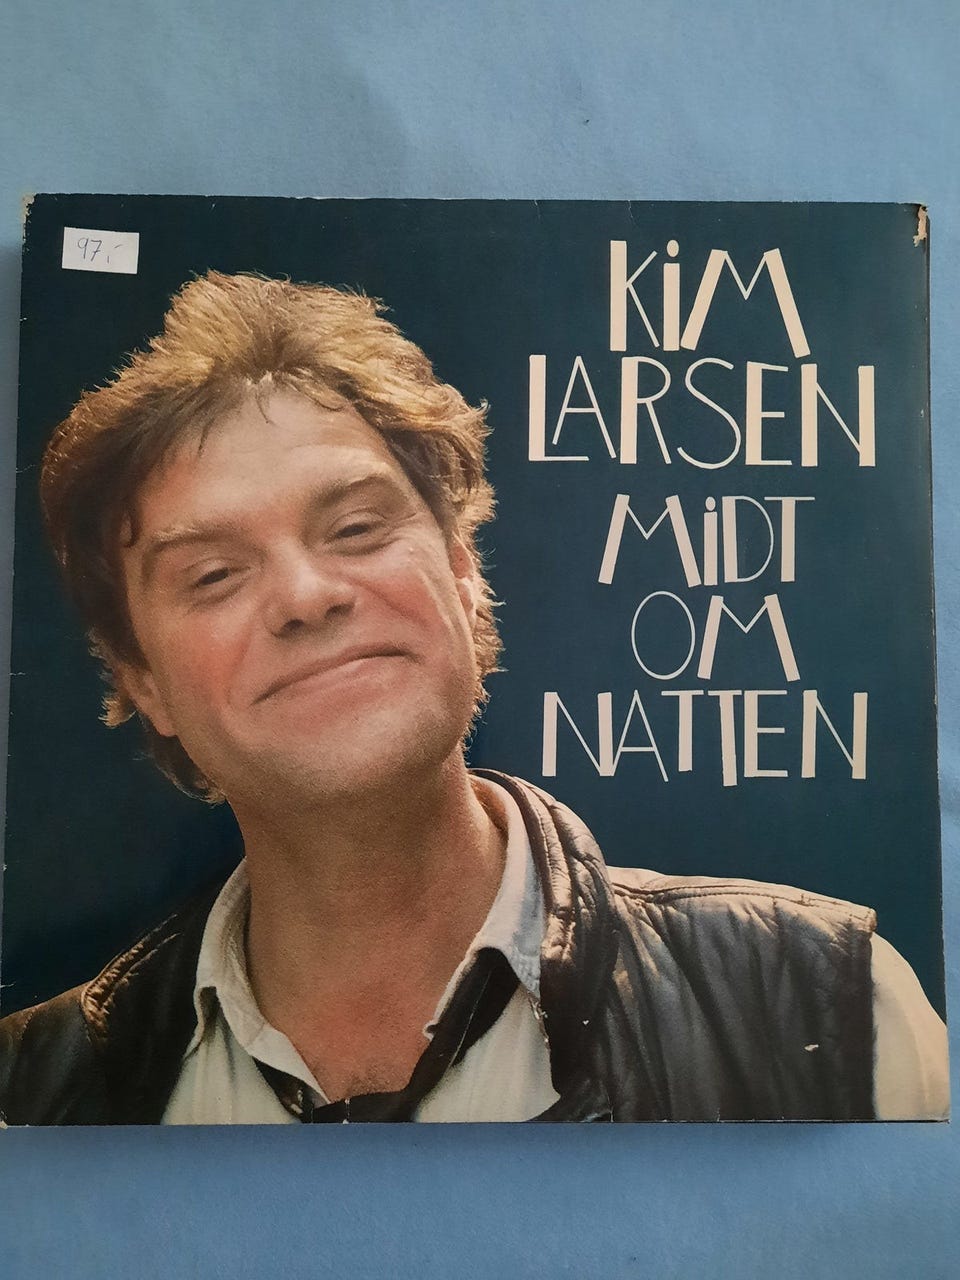 97,-
KiM
LARSEN
MiDT
OM
NATTEN